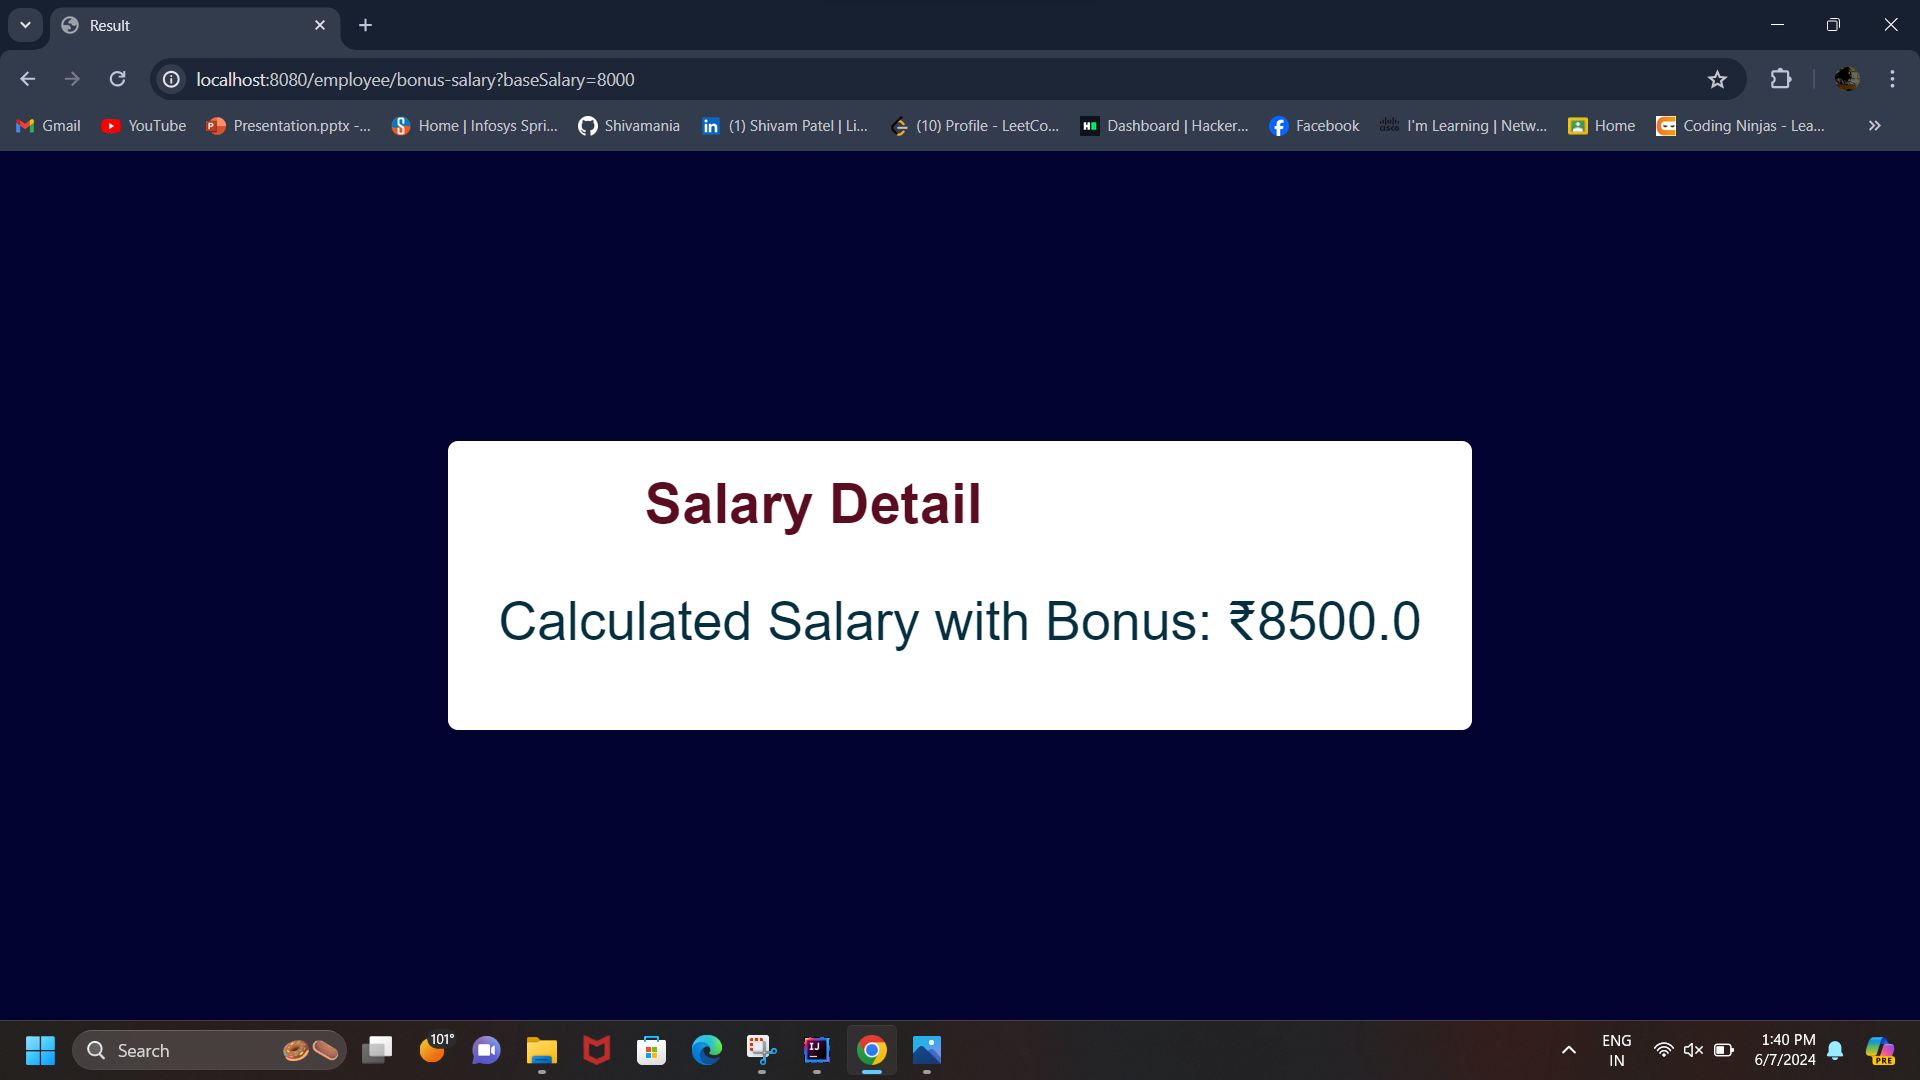 Result
localhost:8080/employee/bonus-salary?baseSalary=8000
Gmail YouTube Presentation.pptx -... Home | Infosys Spri... Shivamania (1) Shivam Patel | Li... (10) Profile - LeetCo... Dashboard | Hacker... Facebook I'm Learning | Netw... Home Coding Ninjas - Lea...
Salary Detail
Calculated Salary with Bonus: ₹8500.0
Search
101°
ENG
IN
1:40 PM
6/7/2024
PRE